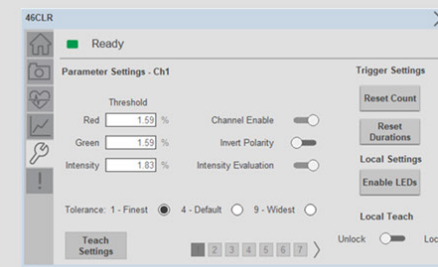 46CLR
Ready
Parameter Settings - Ch1
Trigger Settings
Threshold
Reset Count
Red 1.59 % Channel Enable
Reset
Durations
Green 1.59 % Invert Polarity
Local Settings
Intensity 1.83 % Intensity Evaluation
Enable LEDs
Tolerance: 1 - Finest 4 - Default 9 - Widest
Local Teach
Teach
Settings
1 2 3 4 5 6 7
Unlock Loc